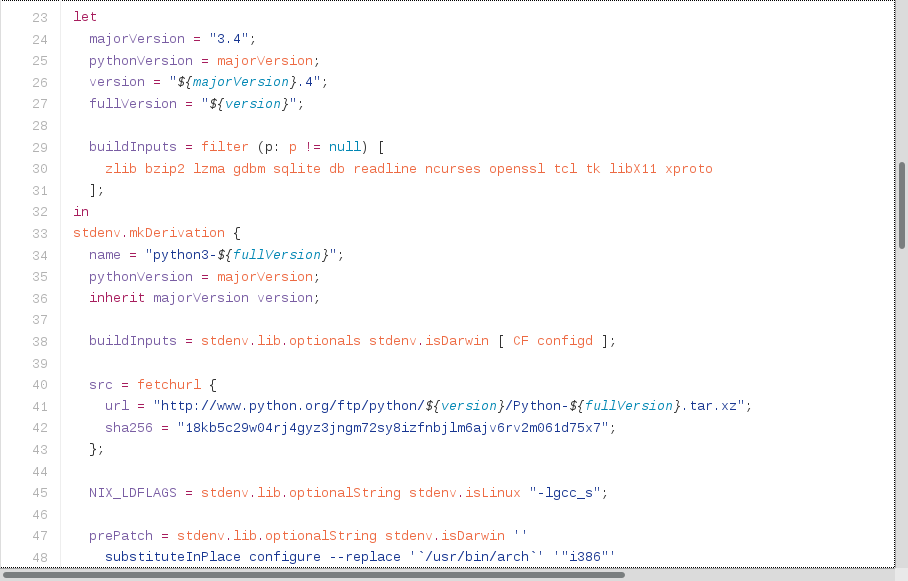 23 let
24   majorVersion = "3.4";
25   pythonVersion = majorVersion;
26   version = "${majorVersion}.4";
27   fullVersion = "${version}";
28
29   buildInputs = filter (p: p != null) [
30     zlib bzip2 lzma gdbm sqlite db readline ncurses openssl tcl tk libX11 xproto
31   ];
32 in
33 stdenv.mkDerivation {
34   name = "python3-${fullVersion}";
35   pythonVersion = majorVersion;
36   inherit majorVersion version;
37
38   buildInputs = stdenv.lib.optionals stdenv.isDarwin [ CF configd ];
39
40   src = fetchurl {
41     url = "http://www.python.org/ftp/python/${version}/Python-${fullVersion}.tar.xz";
42     sha256 = "18kb5c29w04rj4gyz3jngm72sy8izfnbjlm6ajv6rv2m061d75x7";
43   };
44
45   NIX_LDFLAGS = stdenv.lib.optionalString stdenv.isLinux "-lgcc_s";
46
47   prePatch = stdenv.lib.optionalString stdenv.isDarwin ''
48     substituteInPlace configure --replace '`/usr/bin/arch`' '"i386"'